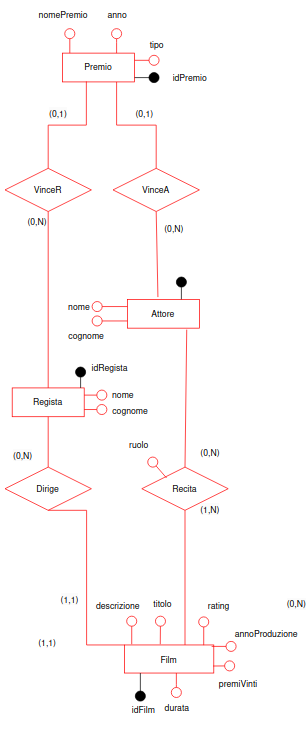 nomePremio
anno
tipo
Premio
idPremio
(0,1)
(0,1)
VinceR
VinceA
(0,N)
(0,N)
nome
Attore
cognome
idRegista
nome
Regista
cognome
ruolo
(0,N)
(0,N)
Dirige
Recita
(1,N)
(1,1)
descrizione
titolo
rating
(0,N)
annoProduzione
(1,1)
Film
premiVinti
idFilm
durata